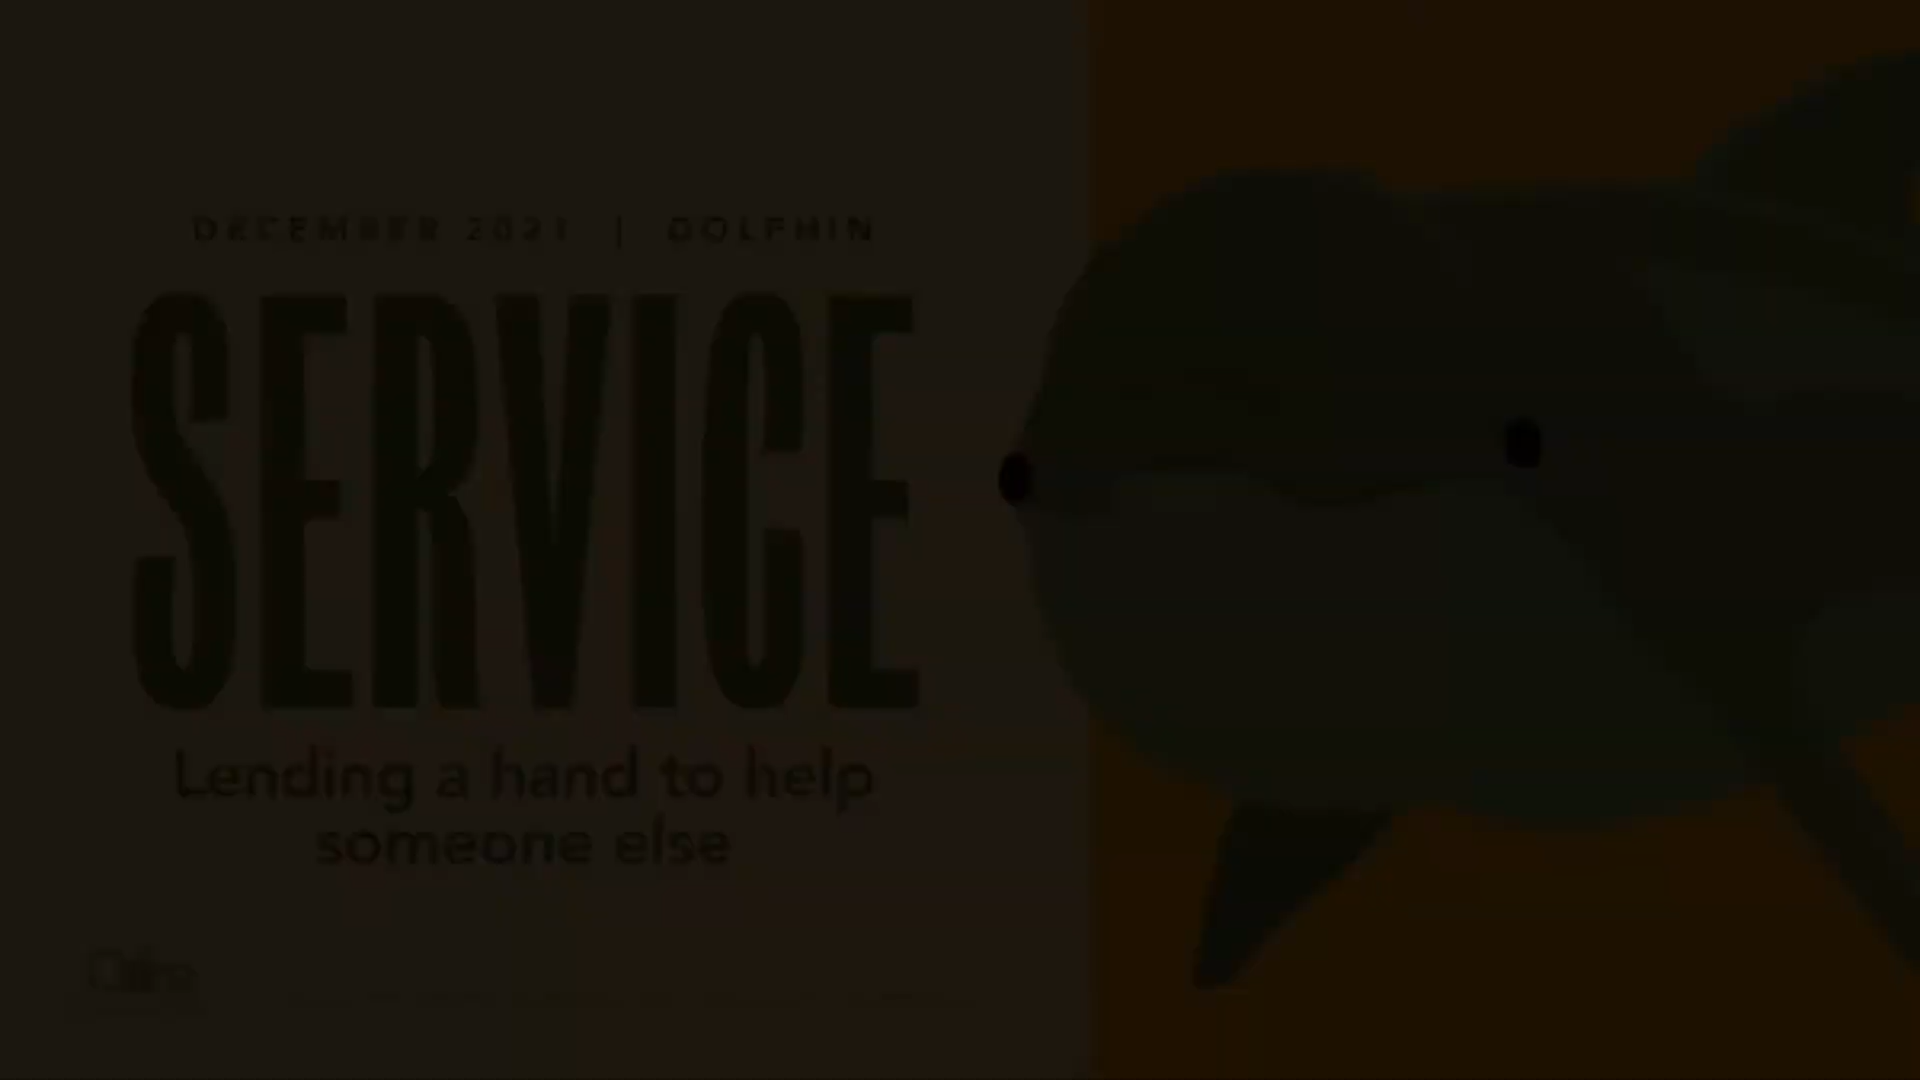 DECEMBER 2021 | DOLPHIN
SERVICE
Lending a hand to help
someone else